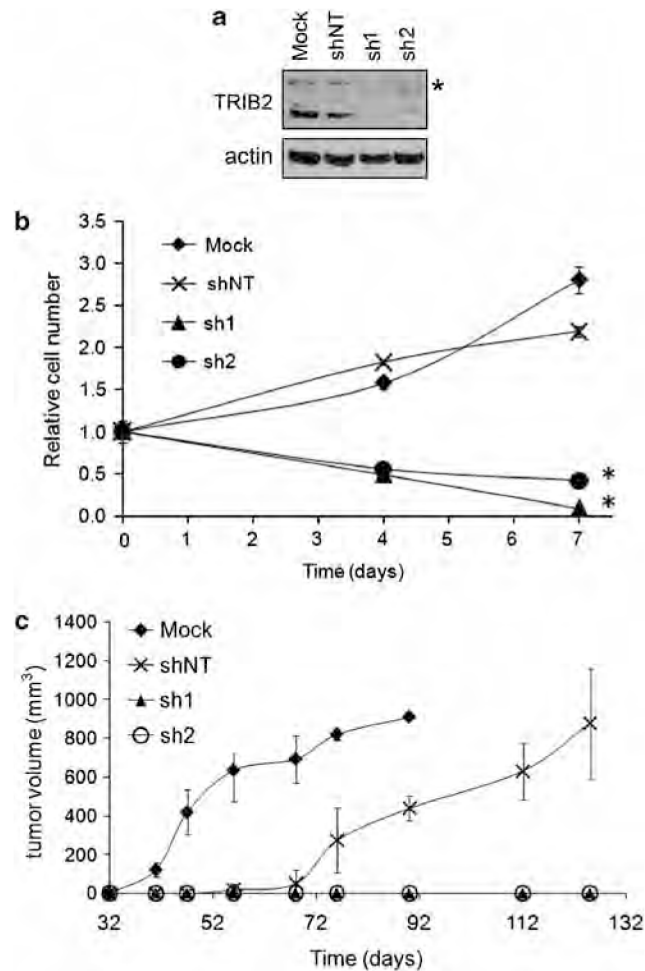 a
Mock shNT sh1 sh2
TRIB2 *
actin
b
3.5
3.0
2.5
2.0
1.5
1.0
0.5
0.0
Relative cell number
Mock
shNT
sh1
sh2
*
*
0 1 2 3 4 5 6 7
Time (days)
c
1400
1200
1000
800
600
400
200
0
tumor volume (mm³)
Mock
shNT
sh1
sh2
32 52 72 92 112 132
Time (days)